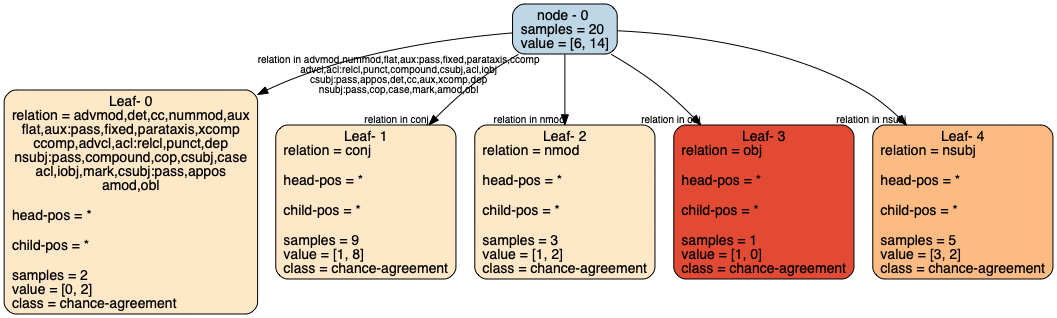 node - 0
samples = 20
value = [6, 14]
relation in advmod,nummod,flat,aux:pass,fixed,parataxis,ccomp
advcl,acl:relcl,punct,compound,csubj,acl,iobj
csubj:pass,appos,det,cc,aux,xcomp,dep
nsubj:pass,cop,case,mark,amod,obl
relation in conj
relation in nmod
relation in obj
relation in nsubj
Leaf- 0
relation = advmod,det,cc,nummod,aux
flat,aux:pass,fixed,parataxis,xcomp
ccomp,advcl,acl:relcl,punct,dep
nsubj:pass,compound,cop,csubj,case
acl,iobj,mark,csubj:pass,appos
amod,obl
head-pos = *
child-pos = *
samples = 2
value = [0, 2]
class = chance-agreement
Leaf- 1
relation = conj
head-pos = *
child-pos = *
samples = 9
value = [1, 8]
class = chance-agreement
Leaf- 2
relation = nmod
head-pos = *
child-pos = *
samples = 3
value = [1, 2]
class = chance-agreement
Leaf- 3
relation = obj
head-pos = *
child-pos = *
samples = 1
value = [1, 0]
class = chance-agreement
Leaf- 4
relation = nsubj
head-pos = *
child-pos = *
samples = 5
value = [3, 2]
class = chance-agreement